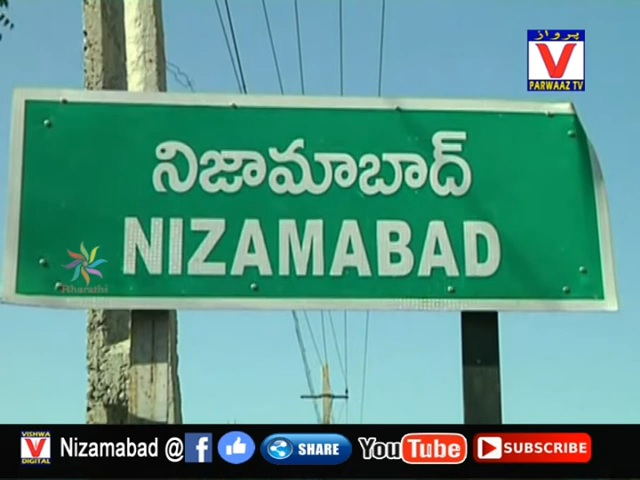 پرواز
V
PARWAAZ TV
నిజామాబాద్
NIZAMABAD
Bharathi
VISHWA
V
DIGITAL
Nizamabad @ f SHARE YouTube SUBSCRIBE